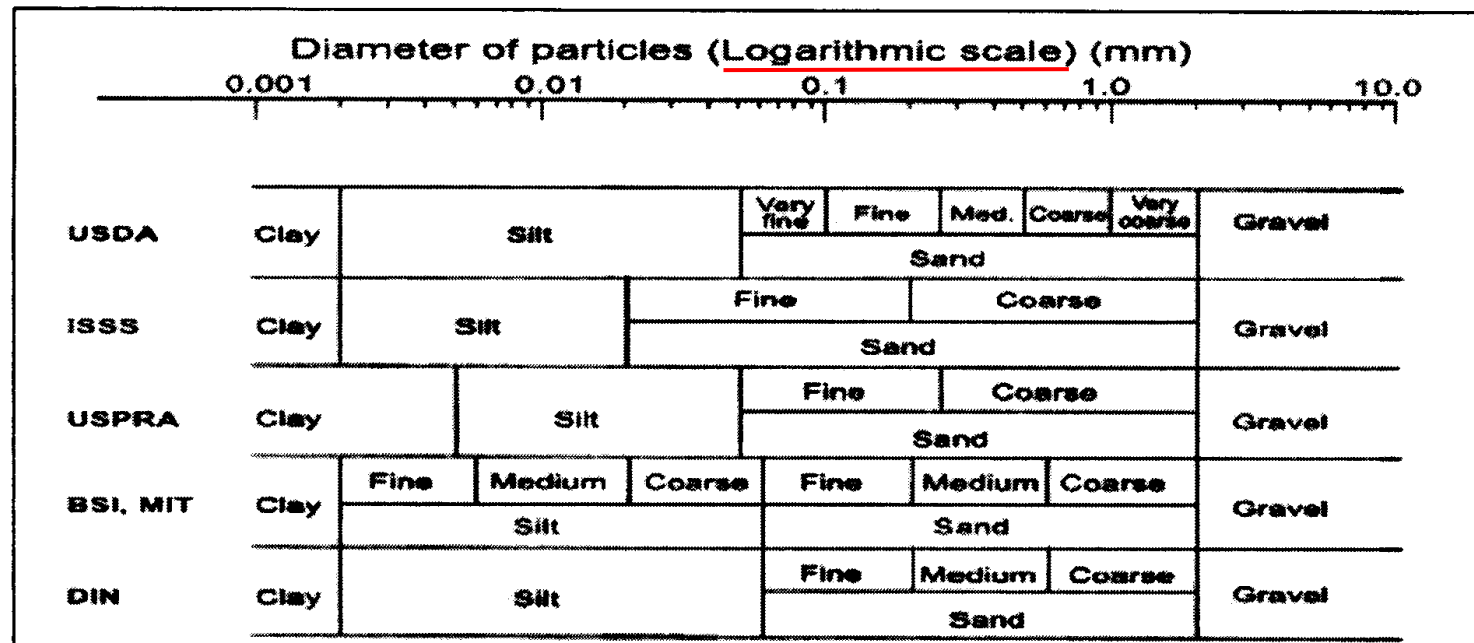 Diameter of particles (Logarithmic scale) (mm)
0.001 0.01 0.1 1.0 10.0
USDA Clay Silt Very fine Fine Med. Coarse Very coarse Gravel
Sand
ISSS Clay Silt Fine Coarse Gravel
Sand
USPRA Clay Silt Fine Coarse Gravel
Sand
BSI, MIT Clay Fine Medium Coarse Fine Medium Coarse Gravel
Silt Sand
DIN Clay Silt Fine Medium Coarse Gravel
Sand